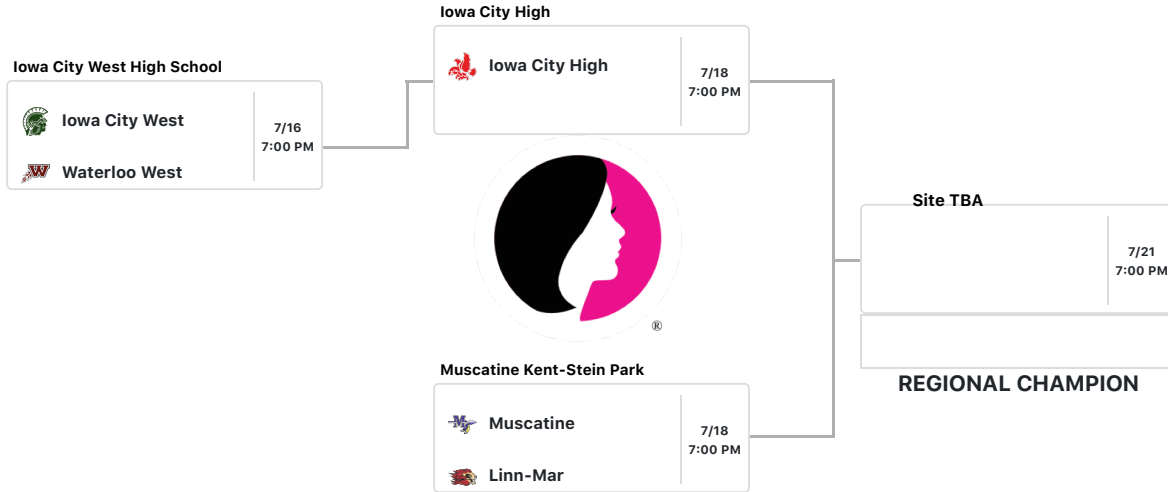 Iowa City West High School
Iowa City West
Waterloo West
7/16
7:00 PM
Iowa City High
Iowa City High
7/18
7:00 PM
®
Muscatine Kent-Stein Park
Muscatine
Linn-Mar
7/18
7:00 PM
Site TBA
7/21
7:00 PM
REGIONAL CHAMPION